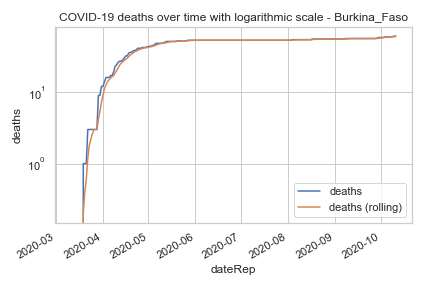 COVID-19 deaths over time with logarithmic scale - Burkina_Faso
deaths
10¹
10⁰
deaths
deaths (rolling)
2020-03
2020-04
2020-05
2020-06
2020-07
2020-08
2020-09
2020-10
dateRep